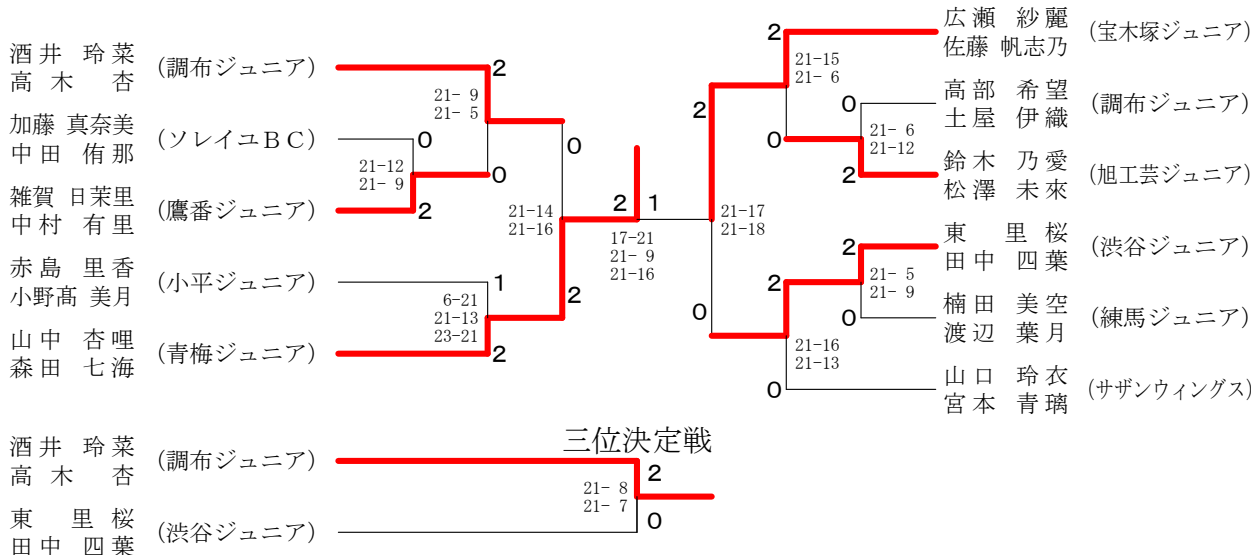 酒井 玲菜
高木 杏
(調布ジュニア)
2
21- 9
21- 5
加藤 真奈美
中田 侑那
(ソレイユBC)
0
21-12
21- 9
0
雑賀 日茉里
中村 有里
(鷹番ジュニア)
2
0
21-14
21-16
赤島 里香
小野髙 美月
(小平ジュニア)
1
6-21
21-13
23-21
2
山中 杏哩
森田 七海
(青梅ジュニア)
2
2
1
17-21
21- 9
21-16
広瀬 紗麗
佐藤 帆志乃
(宝木塚ジュニア)
2
21-15
21- 6
2
高部 希望
土屋 伊織
(調布ジュニア)
0
21- 6
21-12
0
鈴木 乃愛
松澤 未來
(旭工芸ジュニア)
2
21-17
21-18
東 里桜
田中 四葉
(渋谷ジュニア)
2
21- 5
21- 9
2
楠田 美空
渡辺 葉月
(練馬ジュニア)
0
0
21-16
21-13
山口 玲衣
宮本 青璃
(サザンウィングス)
0
三位決定戦
酒井 玲菜
高木 杏
(調布ジュニア)
2
21- 8
21- 7
東 里桜
田中 四葉
(渋谷ジュニア)
0